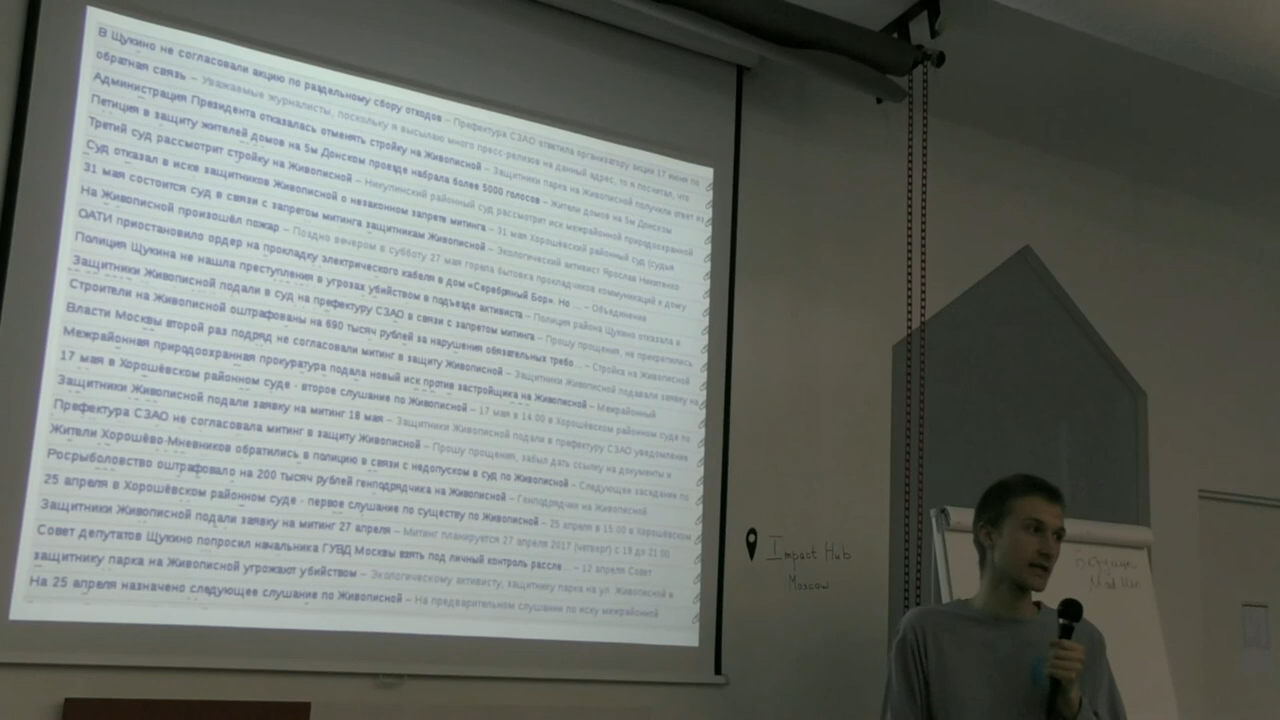 В Щукино не согласовали акцию по раздельному сбору отходов – Префектура СЗАО ответила организатору акции 17 июня по
обратная связь – Уважаемые журналисты, поскольку я высылаю много пресс-релизов на данный адрес, то я посчитал, что
Администрация Президента отказалась отменять стройку на Живописной – Защитники парка на Живописной получили ответ из
Петиция в защиту жителей домов на 5м Донском проезде набрала более 5000 голосов – Жители домов на 5м Донском
Третий суд рассмотрит стройку на Живописной – Никулинский районный суд рассмотрит иск межрайонной природоохранной
Суд отказал в иске защитников Живописной о незаконном запрете митинга – 31 мая Хорошёвский районный суд (судья
31 мая состоится суд в связи с запретом митинга защитникам Живописной – Экологический активист Ярослав Никитенко
На Живописной произошёл пожар – Поздно вечером в субботу 27 мая горела бытовка прокладчиков коммуникаций к дому
ОАТИ приостановило ордер на прокладку электрического кабеля в дом «Серебряный Бор». Но ... – Объединения
Полиция Щукина не нашла преступления в угрозах убийством в подъезде активиста – Полиция района Щукино отказала в
Защитники Живописной подали в суд на префектуру СЗАО в связи с запретом митинга – Прошу прощения, не прикрепились
Строители на Живописной оштрафованы на 690 тысяч рублей за нарушения обязательных требо... – Стройка на Живописной
Власти Москвы второй раз подряд не согласовали митинг в защиту Живописной – Защитники Живописной подавали заявку на
Межрайонная природоохранная прокуратура подала новый иск против застройщика на Живописной – Межрайонный
17 мая в Хорошёвском районном суде - второе слушание по Живописной – 17 мая в 14:00 в Хорошёвском районном суде по
Защитники Живописной подали заявку на митинг 18 мая – Защитники Живописной подали в префектуру СЗАО уведомление
Префектура СЗАО не согласовала митинг в защиту Живописной – Прошу прощения, забыл дать ссылку на документы и
Жители Хорошёво-Мневников обратились в полицию в связи с недопуском в суд по Живописной – Следующее заседание по
Росрыболовство оштрафовало на 200 тысяч рублей генподрядчика на Живописной – Генподрядчик на Живописной
25 апреля в Хорошёвском районном суде - первое слушание по существу по Живописной – 25 апреля в 15:00 в Хорошевском
Защитники Живописной подали заявку на митинг 27 апреля – Митинг планируется 27 апреля 2017 (четверг) с 19 до 21:00
Совет депутатов Щукино попросил начальника ГУВД Москвы взять под личный контроль рассле... – 12 апреля Совет
защитнику парка на Живописной угрожают убийством – Экологическому активисту, защитнику парка на ул. Живописной в
На 25 апреля назначено следующее слушание по Живописной – На предварительном слушании по иску межрайонной
Impact Hub
Moscow